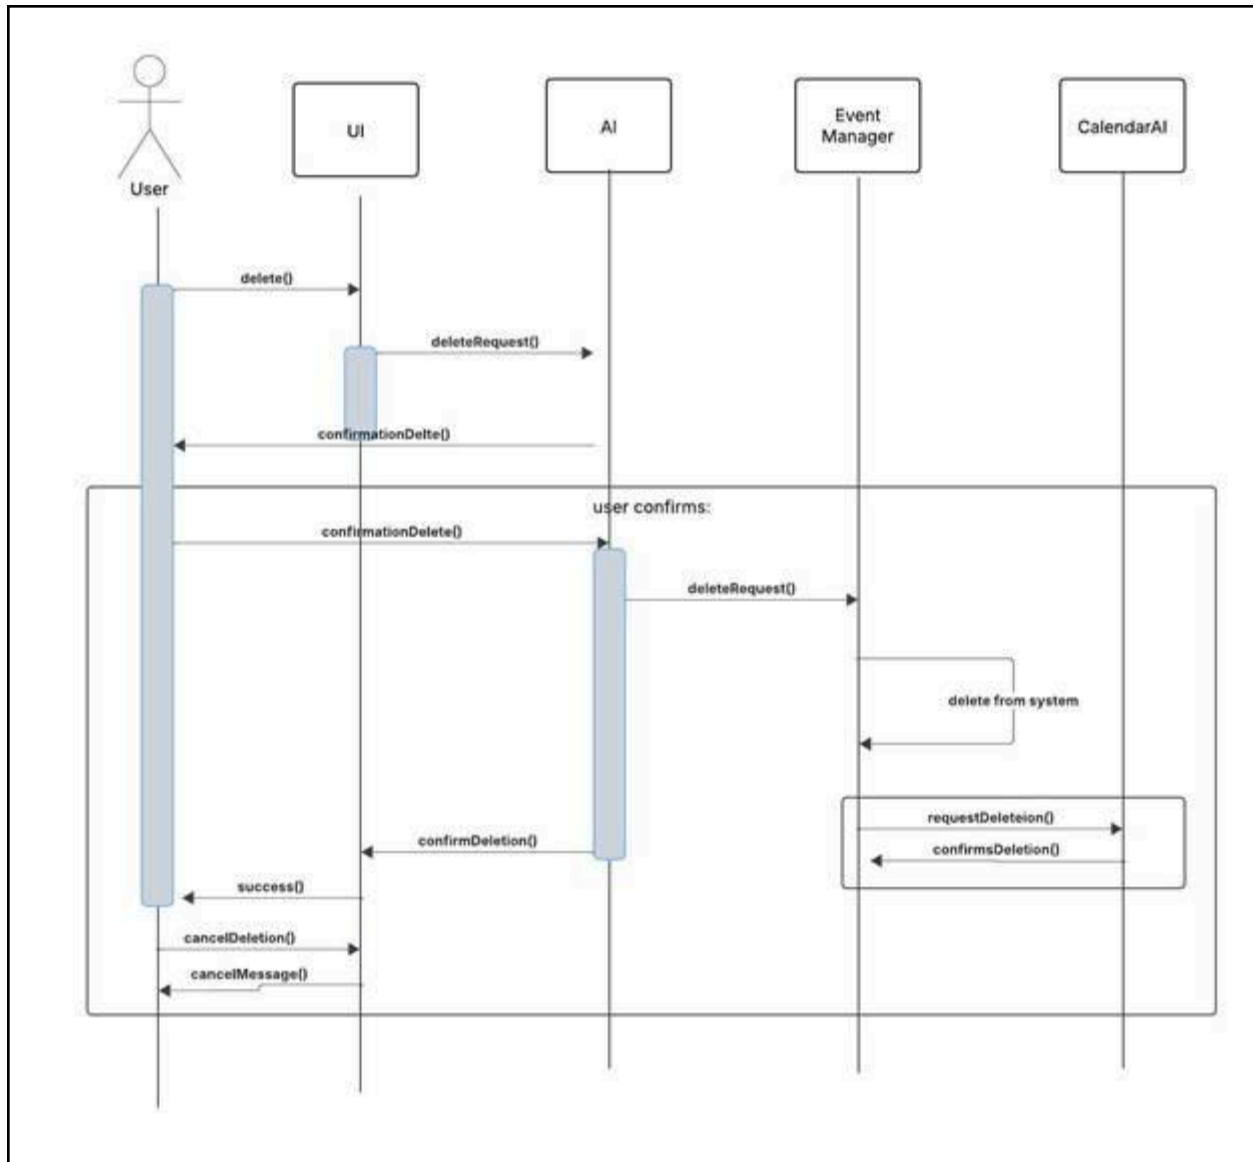 UI
AI
Event
Manager
CalendarAI
User
delete()
deleteRequest()
confirmationDelte()
user confirms:
confirmationDelete()
deleteRequest()
delete from system
requestDeleteion()
confirmDeletion()
confirmsDeletion()
success()
cancelDeletion()
cancelMessage()